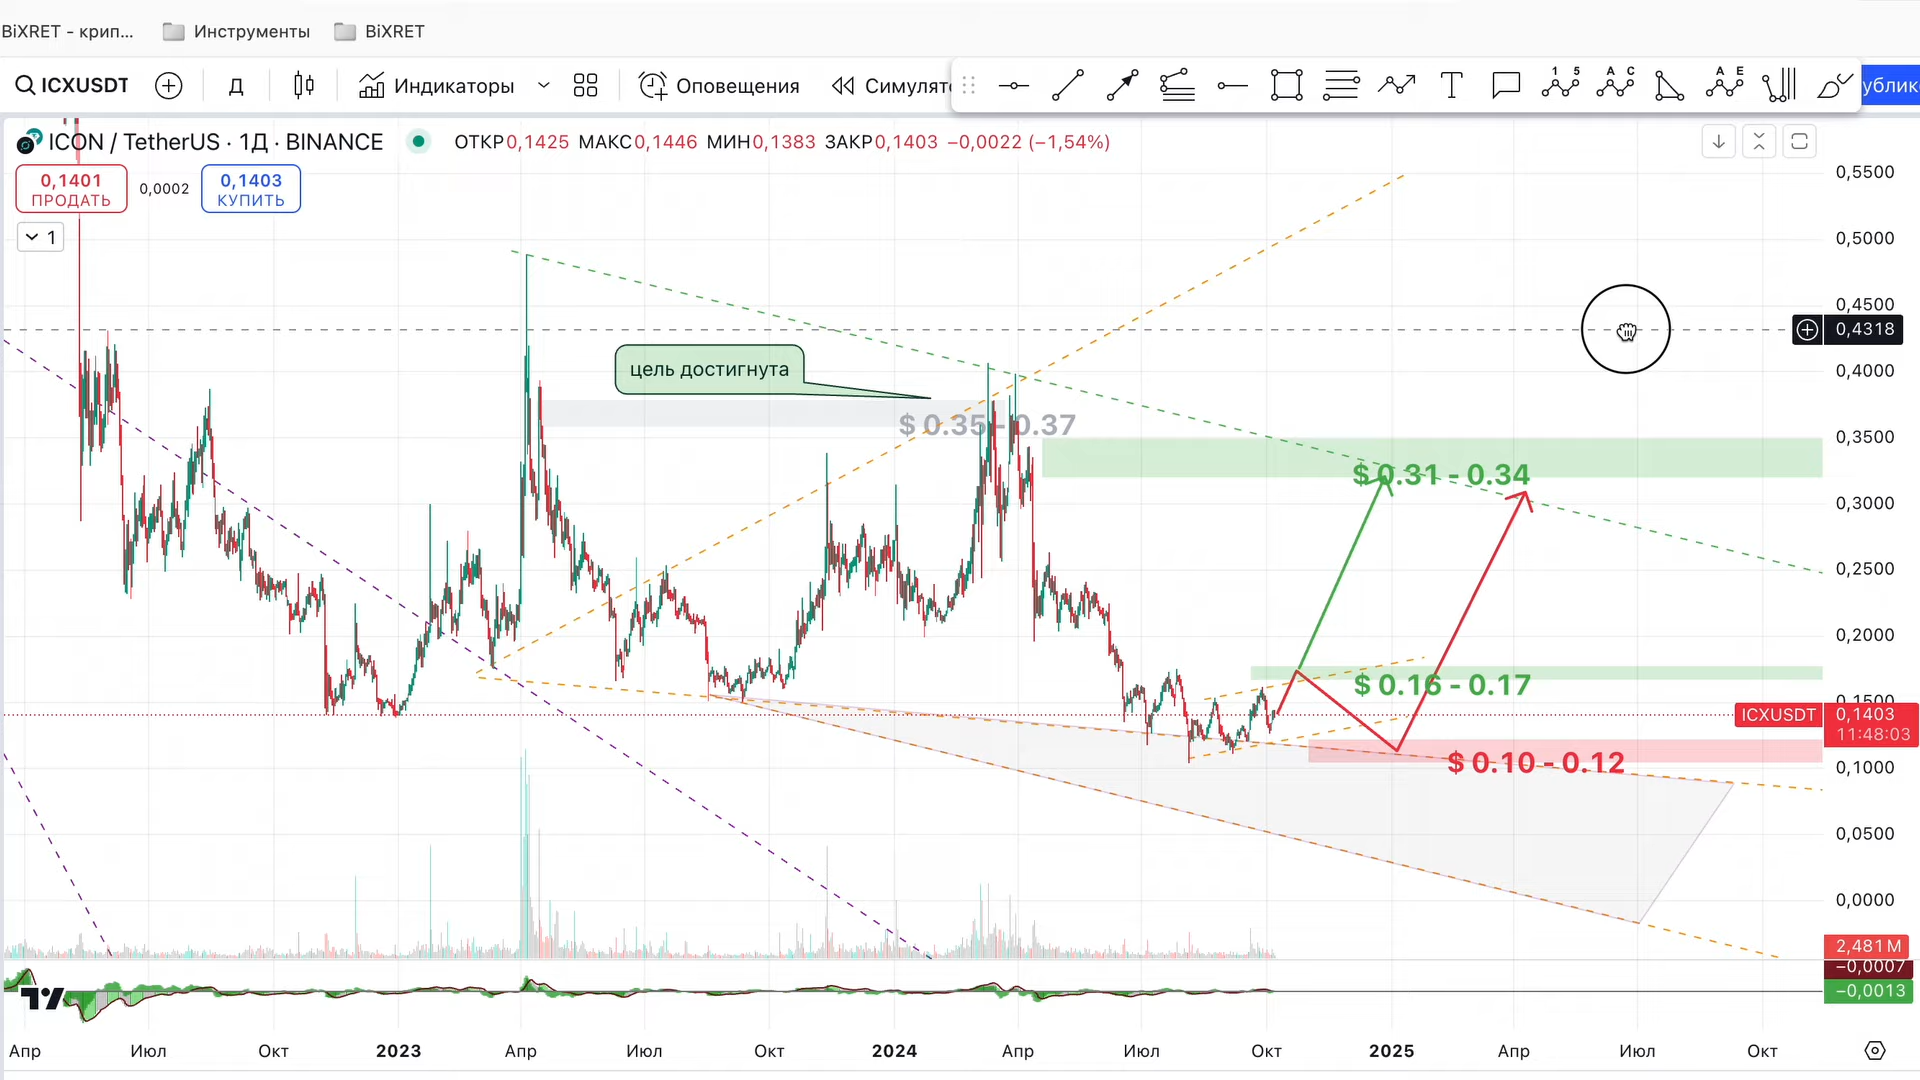 BiXRET - крип... Инструменты BiXRET
ICXUSDT Д Индикаторы Оповещения Симулят 1 5 A C A Eублик
ICON / TetherUS · 1Д · BINANCE ОТКР0,1425 МАКС0,1446 МИН0,1383 ЗАКР0,1403 −0,0022 (−1,54%)
0,1401 ПРОДАТЬ
0,0002
0,1403 КУПИТЬ
1
0,5500
0,5000
0,4500
0,4318
0,4000
0,3500
0,3000
0,2500
0,2000
0,1500
ICXUSDT 0,1403
11:48:03
0,1000
0,0500
0,0000
2,481 M
−0,0007
−0,0013
цель достигнута
$ 0.35 - 0.37
$ 0.31 - 0.34
$ 0.16 - 0.17
$ 0.10 - 0.12
Апр Июл Окт 2023 Апр Июл Окт 2024 Апр Июл Окт 2025 Апр Июл Окт